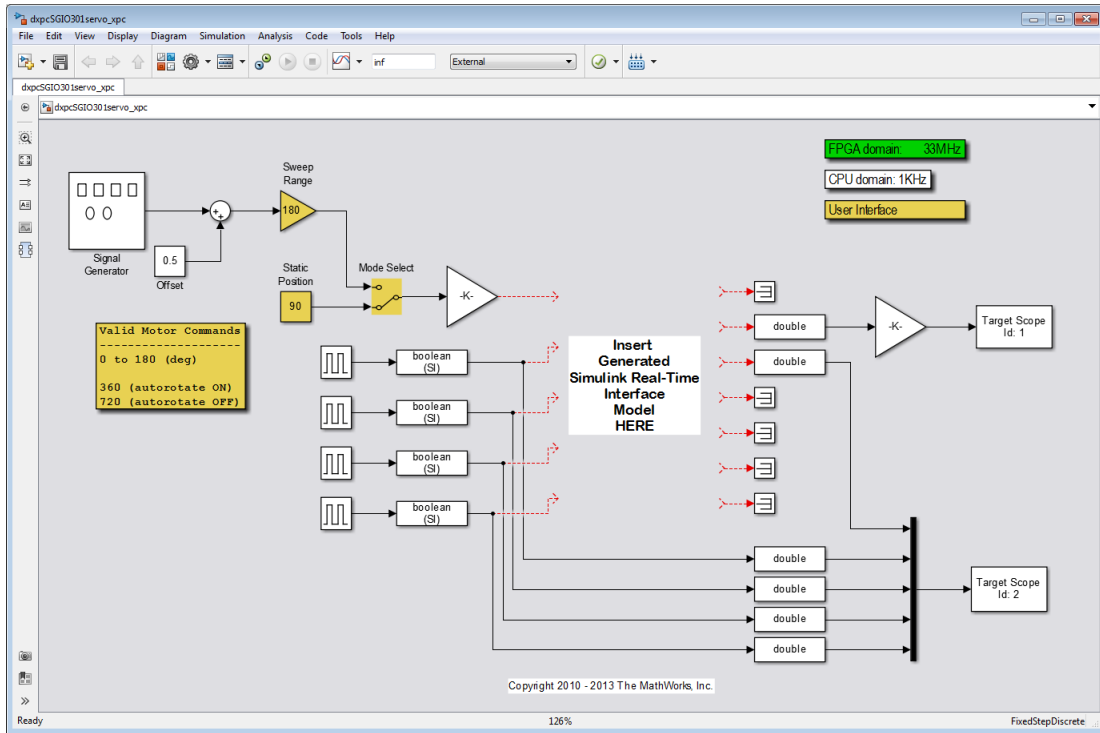 dxpcSGIO301servo_xpc
File Edit View Display Diagram Simulation Analysis Code Tools Help
inf
External
dxpcSGIO301servo_xpc
dxpcSGIO301servo_xpc
FPGA domain: 33MHz
CPU domain: 1KHz
User Interface
Sweep
Range
180
Signal
Generator
0.5
Offset
Static
Position
90
Mode Select
-K-
Valid Motor Commands
--------------------
0 to 180 (deg)
360 (autorotate ON)
720 (autorotate OFF)
boolean
(SI)
boolean
(SI)
boolean
(SI)
boolean
(SI)
Insert
Generated
Simulink Real-Time
Interface
Model
HERE
double
double
-K-
Target Scope
Id: 1
double
double
double
double
Target Scope
Id: 2
Copyright 2010 - 2013 The MathWorks, Inc.
Ready
126%
FixedStepDiscrete